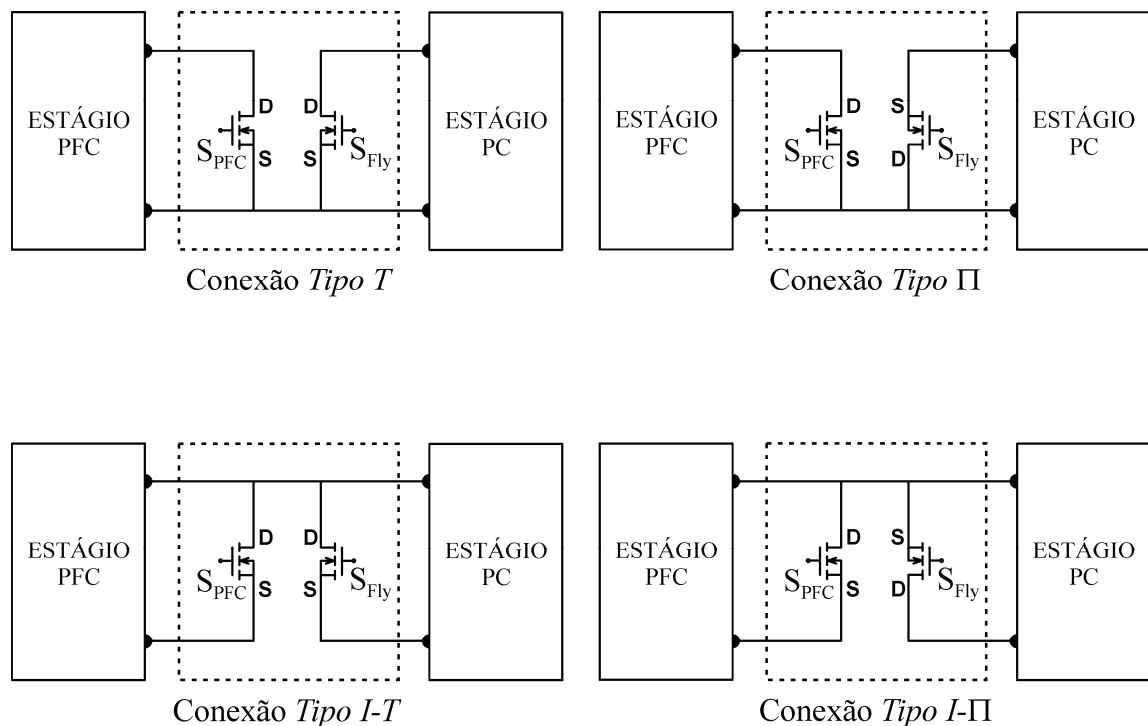 ESTÁGIO
PFC
D
S
S_PFC
D
S
S_Fly
ESTÁGIO
PC
Conexão Tipo T
ESTÁGIO
PFC
D
S
S_PFC
S
D
S_Fly
ESTÁGIO
PC
Conexão Tipo Π
ESTÁGIO
PFC
D
S
S_PFC
D
S
S_Fly
ESTÁGIO
PC
Conexão Tipo I-T
ESTÁGIO
PFC
D
S
S_PFC
S
D
S_Fly
ESTÁGIO
PC
Conexão Tipo I-Π